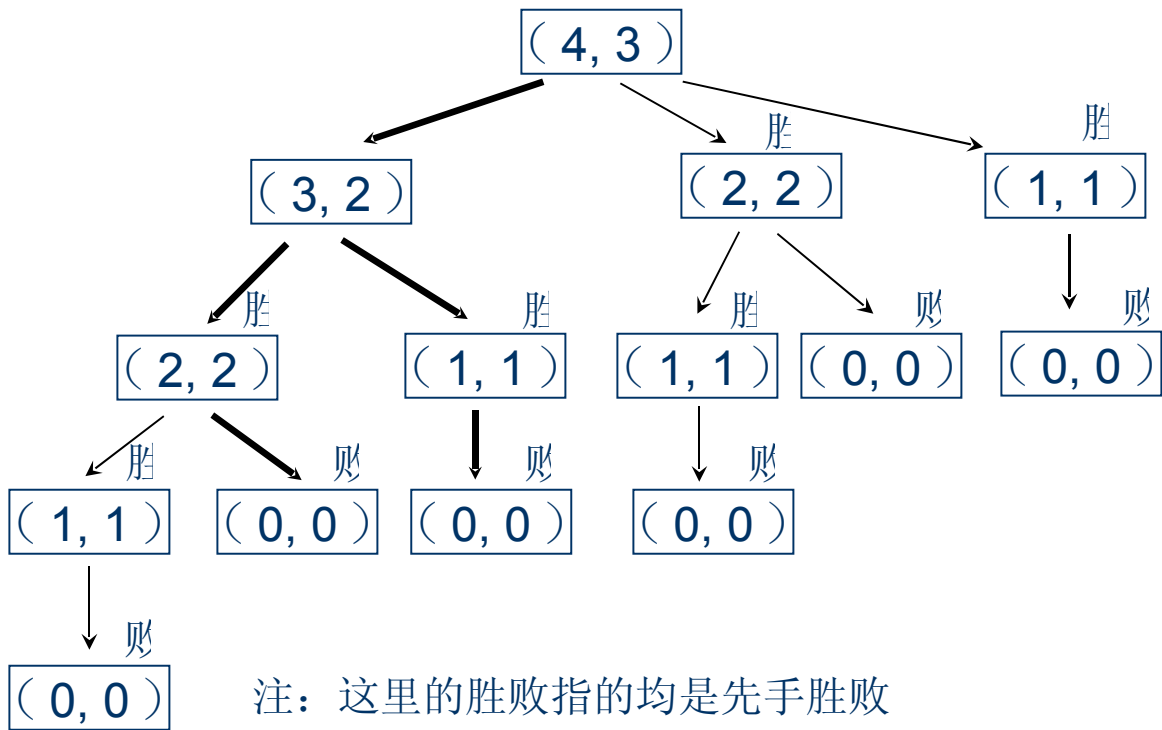 （4, 3）
胜
胜
（3, 2）
（2, 2）
（1, 1）
胜
胜
胜
败
败
（2, 2）
（1, 1）
（1, 1）
（0, 0）
（0, 0）
胜
败
败
败
（1, 1）
（0, 0）
（0, 0）
（0, 0）
败
（0, 0）
注：这里的胜败指的均是先手胜败